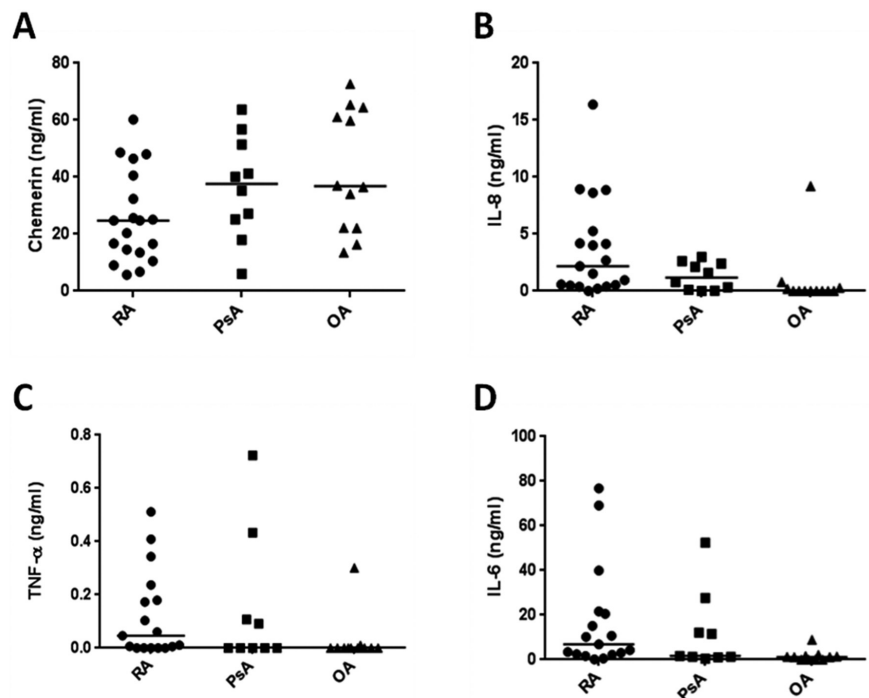 A
Chemerin (ng/ml)
80
60
40
20
0
RA
PsA
OA
B
IL-8 (ng/ml)
20
15
10
5
0
RA
PsA
OA
C
TNF-α (ng/ml)
0.8
0.6
0.4
0.2
0.0
RA
PsA
OA
D
IL-6 (ng/ml)
100
80
60
40
20
0
RA
PsA
OA